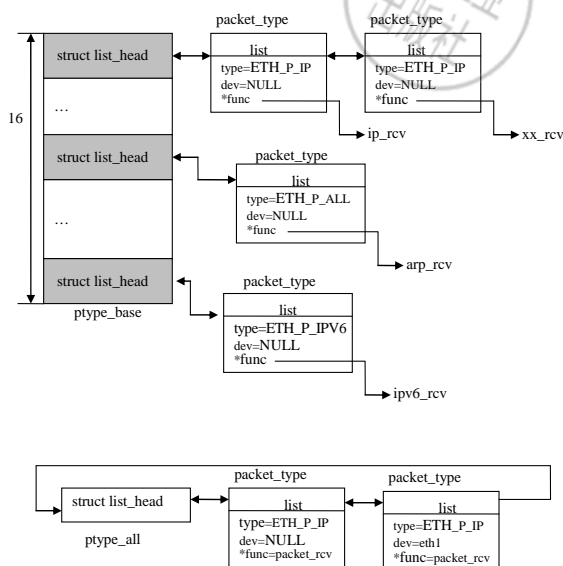 packet_type
packet_type
struct list_head
list
type=ETH_P_IP
dev=NULL
*func
list
type=ETH_P_IP
dev=NULL
*func
…
16
ip_rcv
xx_rcv
struct list_head
packet_type
list
type=ETH_P_ALL
dev=NULL
*func
…
arp_rcv
struct list_head
packet_type
ptype_base
list
type=ETH_P_IPV6
dev=NULL
*func
ipv6_rcv
packet_type
packet_type
struct list_head
list
type=ETH_P_IP
dev=NULL
*func=packet_rcv
list
type=ETH_P_IP
dev=eth1
*func=packet_rcv
ptype_all